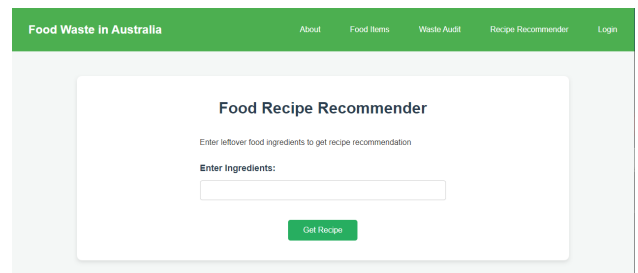 Food Waste in Australia About Food Items Waste Audit Recipe Recommender Login
Food Recipe Recommender
Enter leftover food ingredients to get recipe recommendation
Enter Ingredients:
Get Recipe